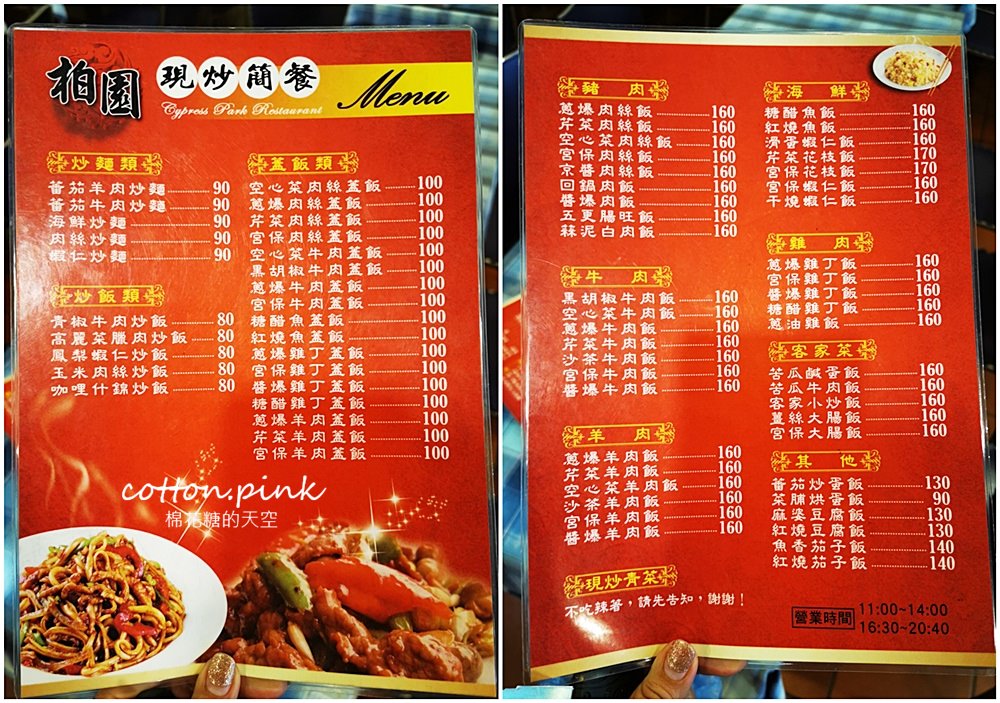 柏園
現炒簡餐
Cypress Park Restaurant
Menu
炒麵類
番茄羊肉炒麵 90
番茄牛肉炒麵 90
海鮮炒麵 90
肉絲炒麵 90
蝦仁炒麵 90
炒飯類
青椒牛肉炒飯 80
高麗菜臘肉炒飯 80
鳳梨蝦仁炒飯 80
玉米肉絲炒飯 80
咖哩什錦炒飯 80
蓋飯類
空心菜肉絲蓋飯 100
蔥爆肉絲蓋飯 100
芹菜肉絲蓋飯 100
宮保肉絲蓋飯 100
空心菜牛肉蓋飯 100
黑胡椒牛肉蓋飯 100
蔥爆牛肉蓋飯 100
宮保牛肉蓋飯 100
糖醋魚蓋飯 100
紅燒魚蓋飯 100
蔥爆雞丁蓋飯 100
宮保雞丁蓋飯 100
醬爆雞丁蓋飯 100
糖醋雞丁蓋飯 100
蔥爆羊肉蓋飯 100
芹菜羊肉蓋飯 100
宮保羊肉蓋飯 100
cotton.pink
棉花糖的天空
豬肉
蔥爆肉絲飯 160
芹菜肉絲飯 160
空心菜肉絲飯 160
宮保肉絲飯 160
京醬肉絲飯 160
回鍋肉飯 160
醬爆肉飯 160
五更腸旺飯 160
蒜泥白肉飯 160
牛肉
黑胡椒牛肉飯 160
空心菜牛肉飯 160
蔥爆牛肉飯 160
芹菜牛肉飯 160
沙茶牛肉飯 160
宮保牛肉飯 160
醬爆牛肉飯 160
羊肉
蔥爆羊肉飯 160
芹菜羊肉飯 160
空心菜羊肉飯 160
沙茶羊肉飯 160
宮保羊肉飯 160
醬爆羊肉飯 160
現炒青菜
不吃辣著，請先告知，謝謝！
海鮮
糖醋魚飯 160
紅燒魚飯 160
滑蛋蝦仁飯 160
芹菜花枝飯 170
宮保花枝飯 170
宮保蝦仁飯 160
干燒蝦仁飯 160
雞肉
蔥爆雞丁飯 160
宮保雞丁飯 160
醬爆雞丁飯 160
糖醋雞丁飯 160
蔥油雞飯 160
客家菜
苦瓜鹹蛋飯 160
苦瓜牛肉飯 160
客家小炒飯 160
薑絲大腸飯 160
宮保大腸飯 160
其他
番茄炒蛋飯 130
菜脯烘蛋飯 90
麻婆豆腐飯 130
紅燒豆腐飯 130
魚香茄子飯 140
紅燒茄子飯 140
營業時間
11:00~14:00
16:30~20:40